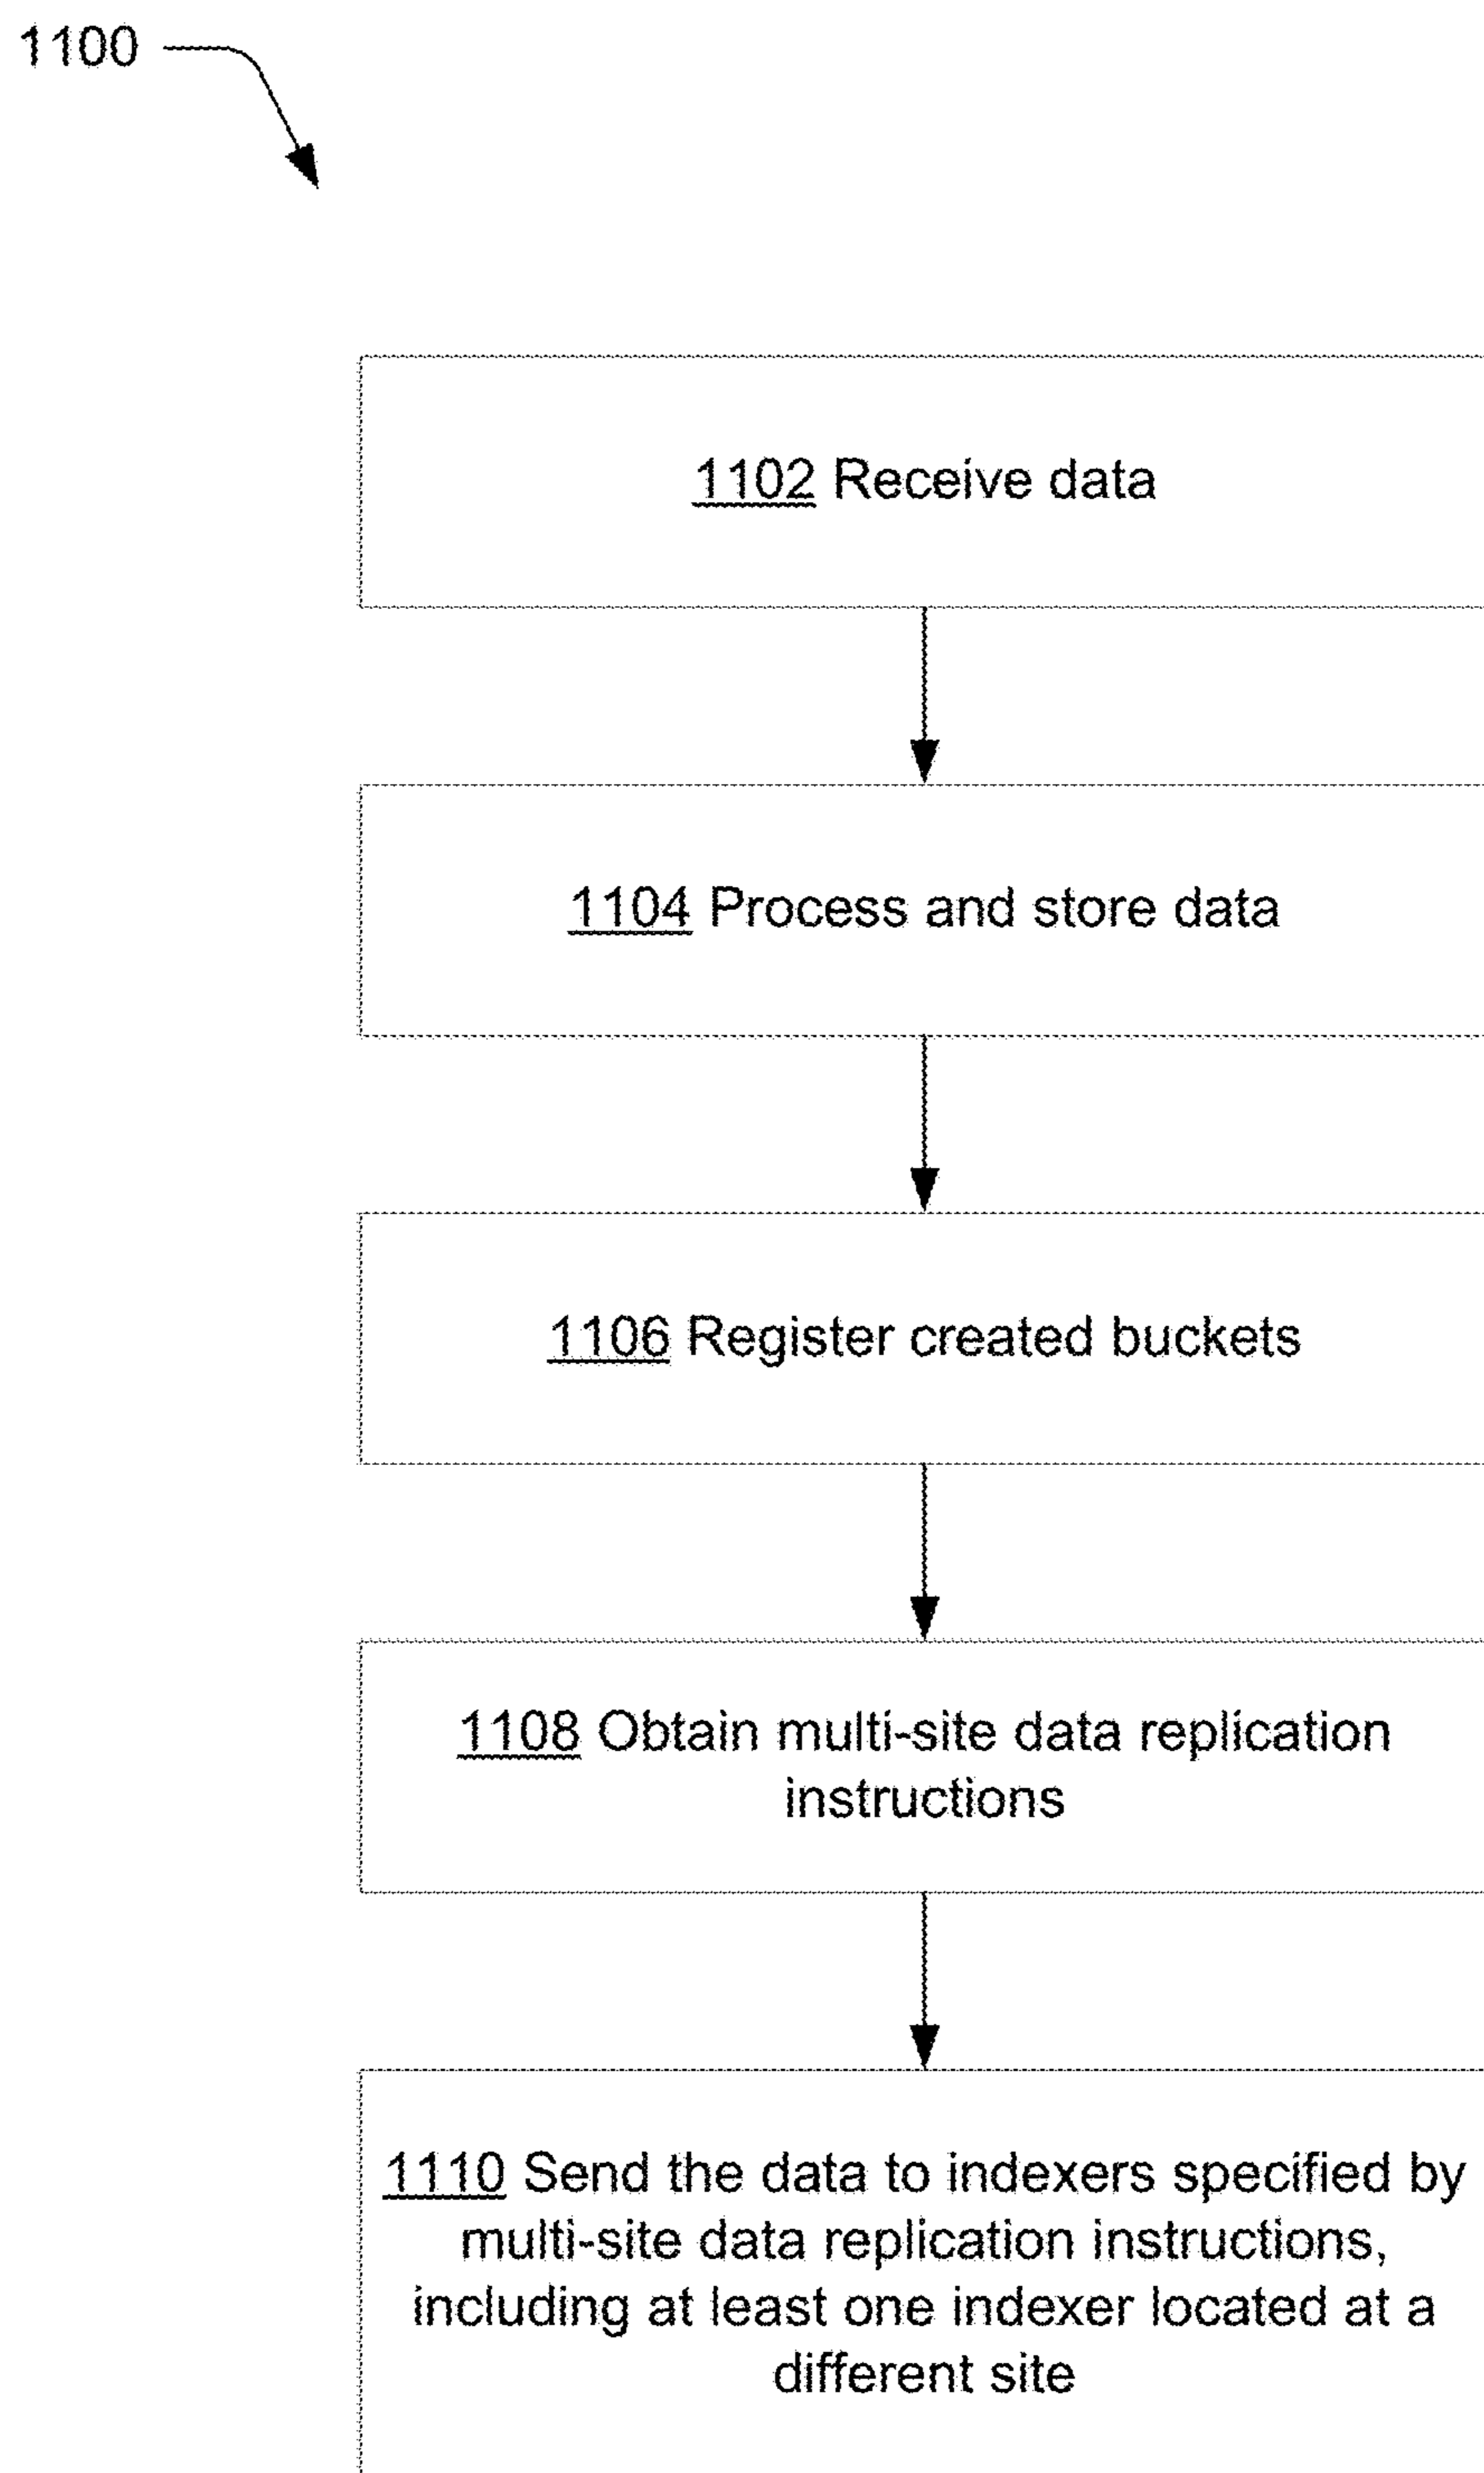 1100
1102 Receive data
1104 Process and store data
1106 Register created buckets
1108 Obtain multi-site data replication
instructions
1110 Send the data to indexers specified by
multi-site data replication instructions,
including at least one indexer located at a
different site